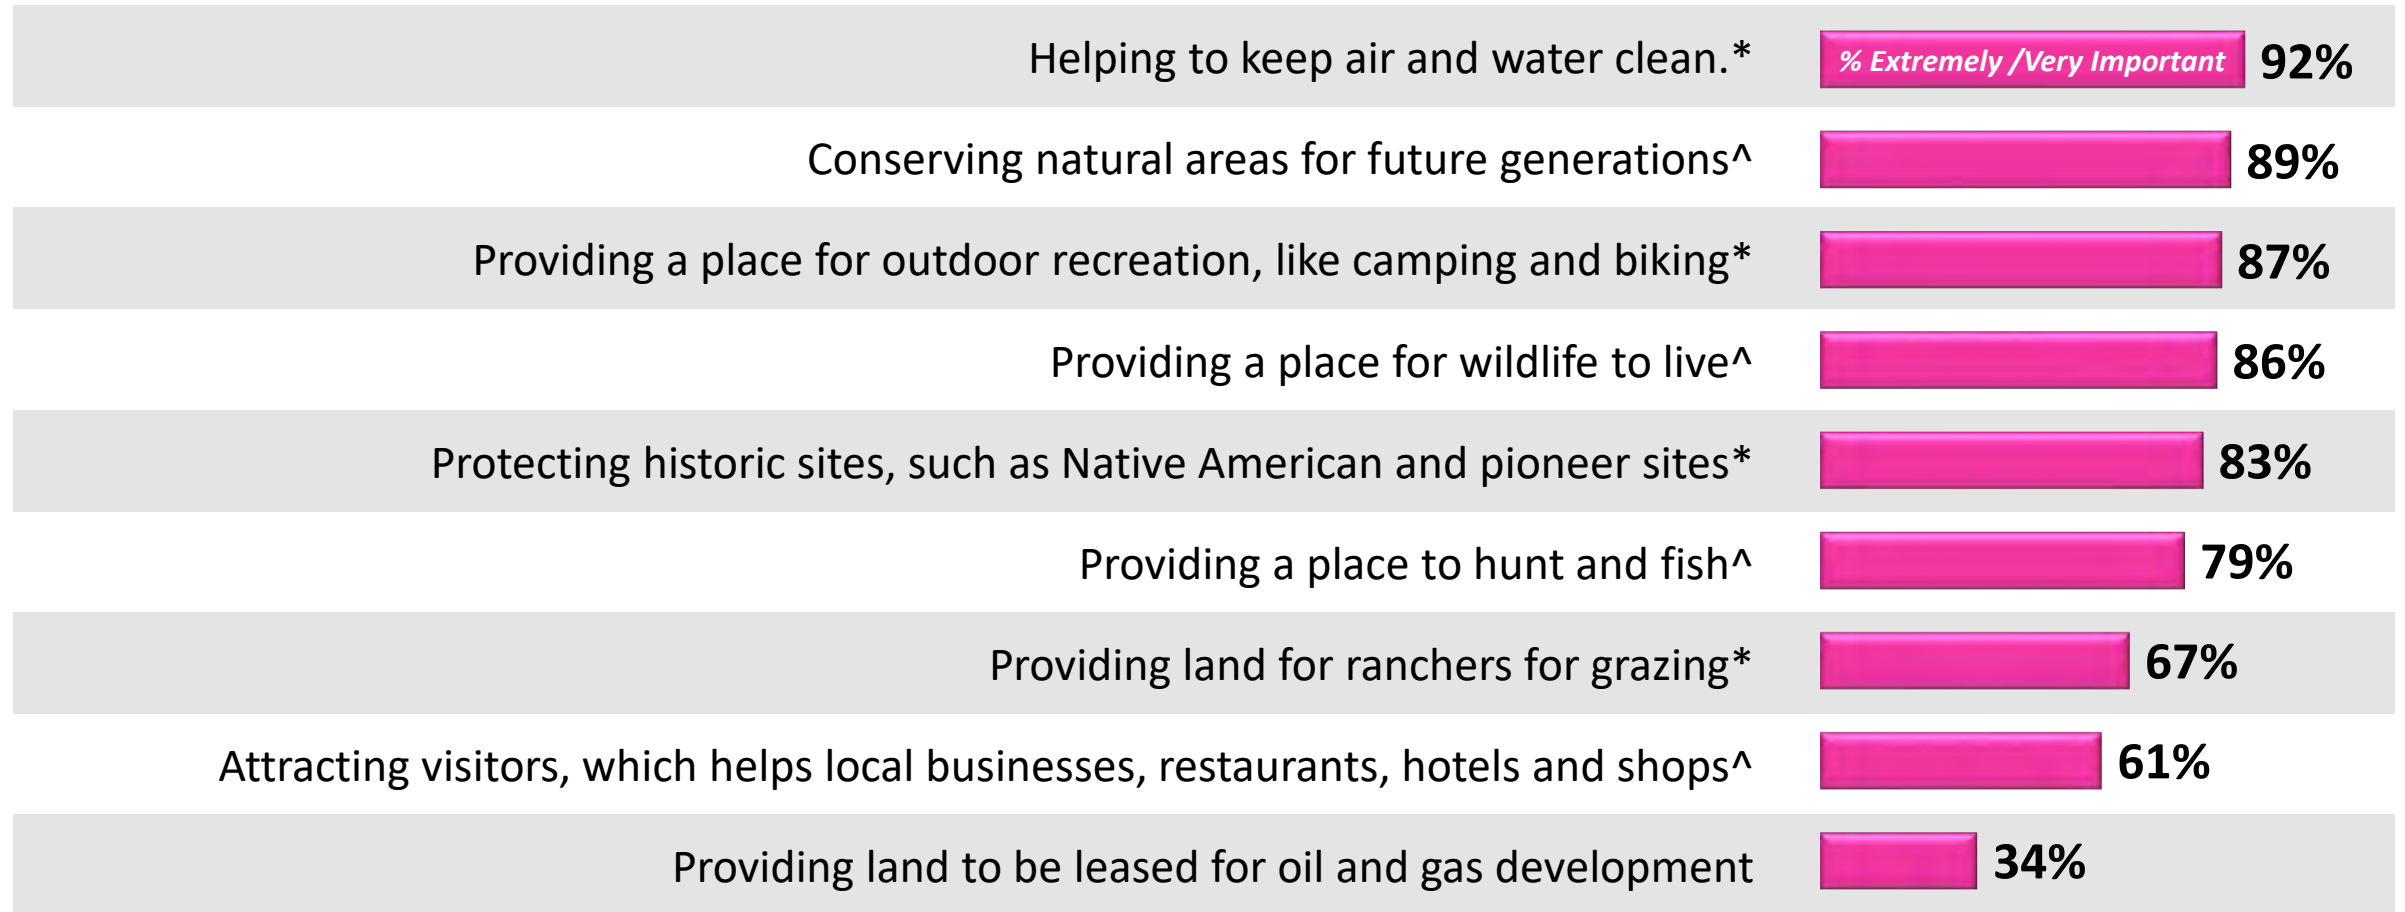 Helping to keep air and water clean.* % Extremely /Very Important 92%
Conserving natural areas for future generations^ 89%
Providing a place for outdoor recreation, like camping and biking* 87%
Providing a place for wildlife to live^ 86%
Protecting historic sites, such as Native American and pioneer sites* 83%
Providing a place to hunt and fish^ 79%
Providing land for ranchers for grazing* 67%
Attracting visitors, which helps local businesses, restaurants, hotels and shops^ 61%
Providing land to be leased for oil and gas development 34%